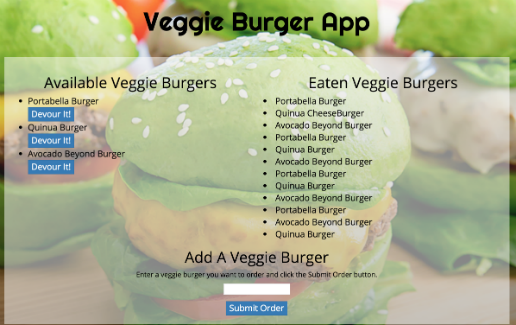 Veggie Burger App
Available Veggie Burgers
Portabella Burger
Devour It!
Quinua Burger
Devour It!
Avocado Beyond Burger
Devour It!
Eaten Veggie Burgers
Portabella Burger
Quinua CheeseBurger
Avocado Beyond Burger
Portabella Burger
Quinua Burger
Avocado Beyond Burger
Portabella Burger
Quinua Burger
Avocado Beyond Burger
Portabella Burger
Avocado Beyond Burger
Quinua Burger
Add A Veggie Burger
Enter a veggie burger you want to order and click the Submit Order button.
Submit Order